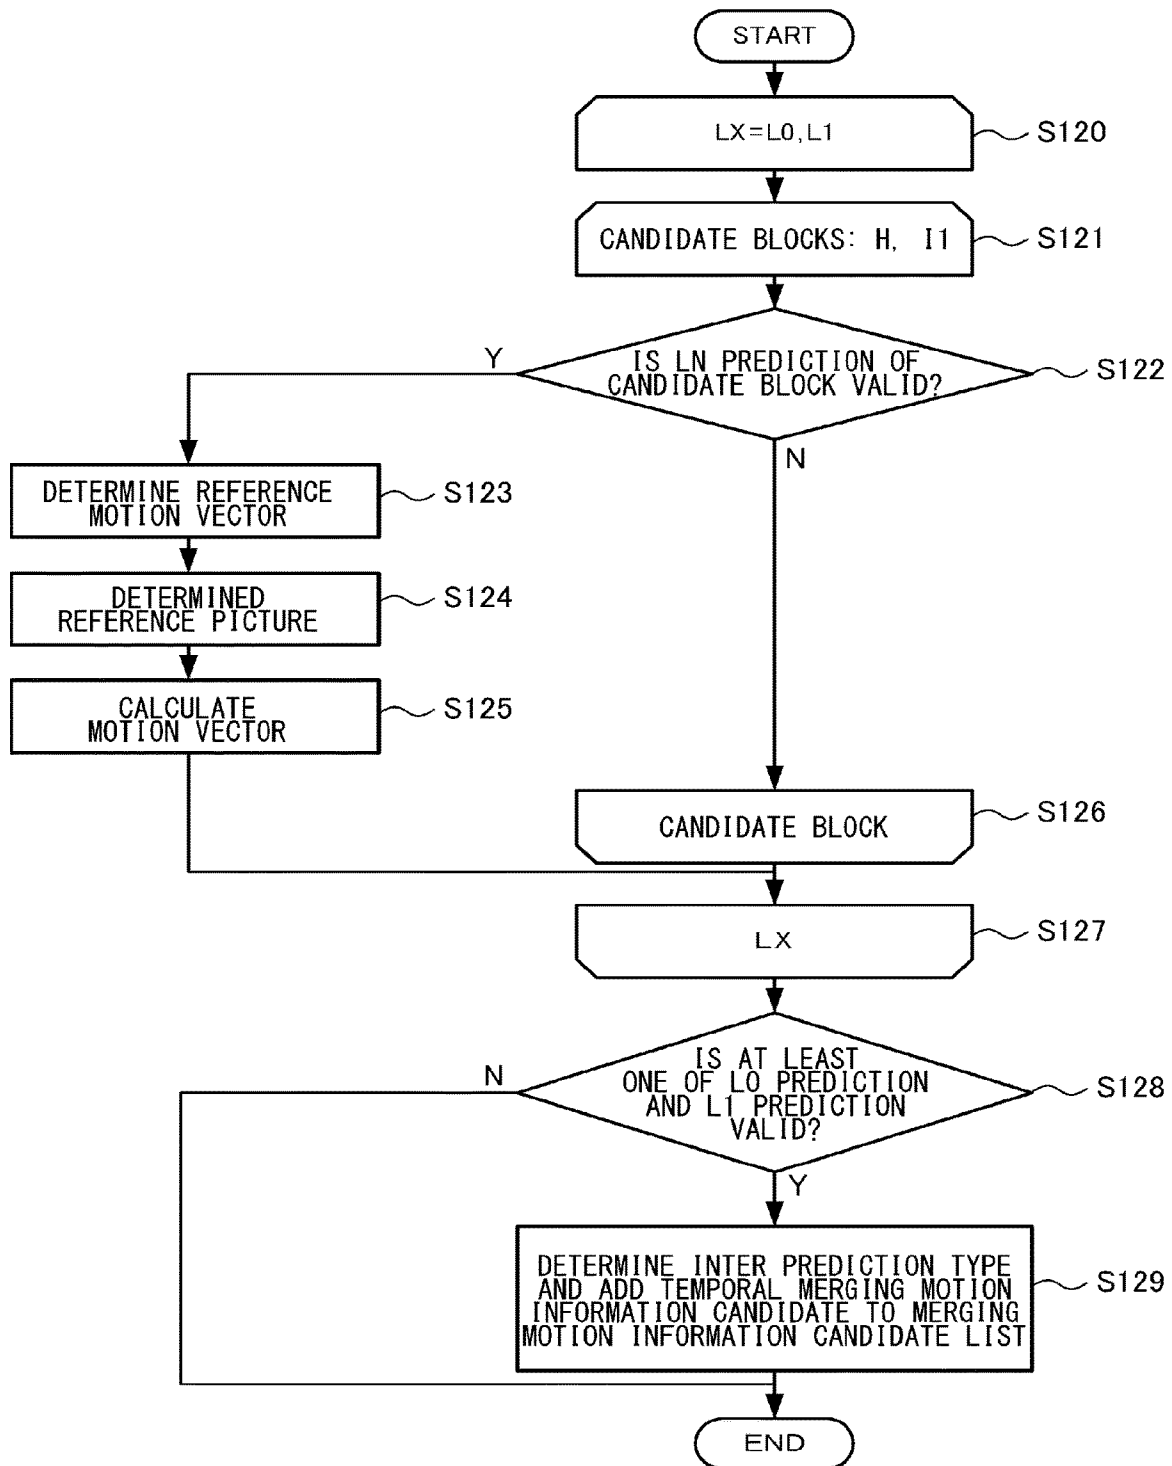 START
LX=L0,L1
S120
CANDIDATE BLOCKS: H, I1
S121
IS LN PREDICTION OF
CANDIDATE BLOCK VALID?
S122
Y
N
DETERMINE REFERENCE
MOTION VECTOR
S123
DETERMINED
REFERENCE PICTURE
S124
CALCULATE
MOTION VECTOR
S125
CANDIDATE BLOCK
S126
LX
S127
IS AT LEAST
ONE OF L0 PREDICTION
AND L1 PREDICTION
VALID?
S128
N
Y
DETERMINE INTER PREDICTION TYPE
AND ADD TEMPORAL MERGING MOTION
INFORMATION CANDIDATE TO MERGING
MOTION INFORMATION CANDIDATE LIST
S129
END